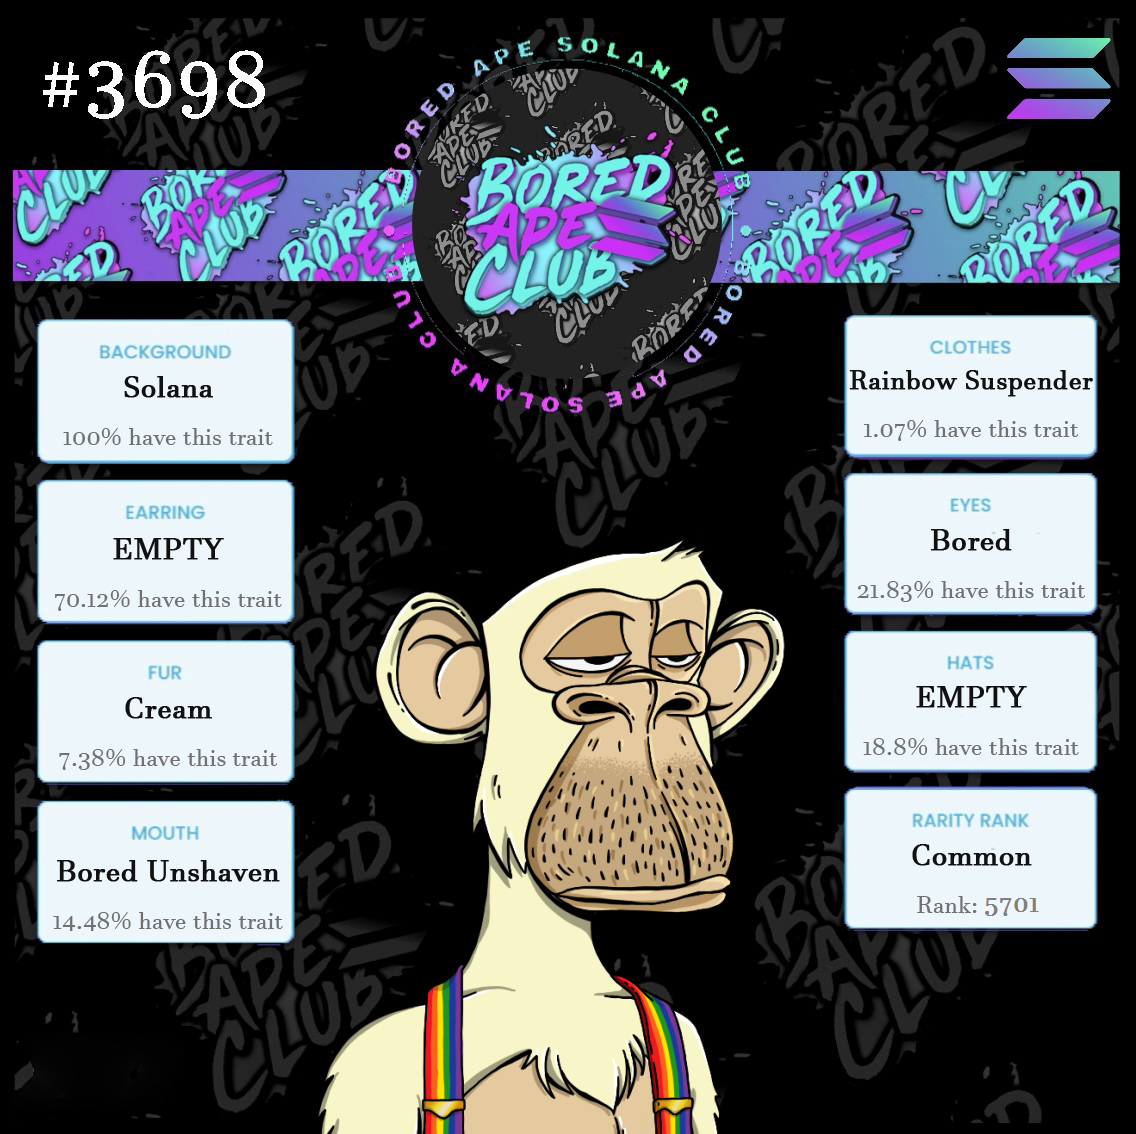 #3698
BORED APE SOLANA CLUB
BORED APE SOLANA CLUB
BORED
APE
CLUB
BACKGROUND
Solana
100% have this trait
EARRING
EMPTY
70.12% have this trait
FUR
Cream
7.38% have this trait
MOUTH
Bored Unshaven
14.48% have this trait
CLOTHES
Rainbow Suspender
1.07% have this trait
EYES
Bored
21.83% have this trait
HATS
EMPTY
18.8% have this trait
RARITY RANK
Common
Rank: 5701